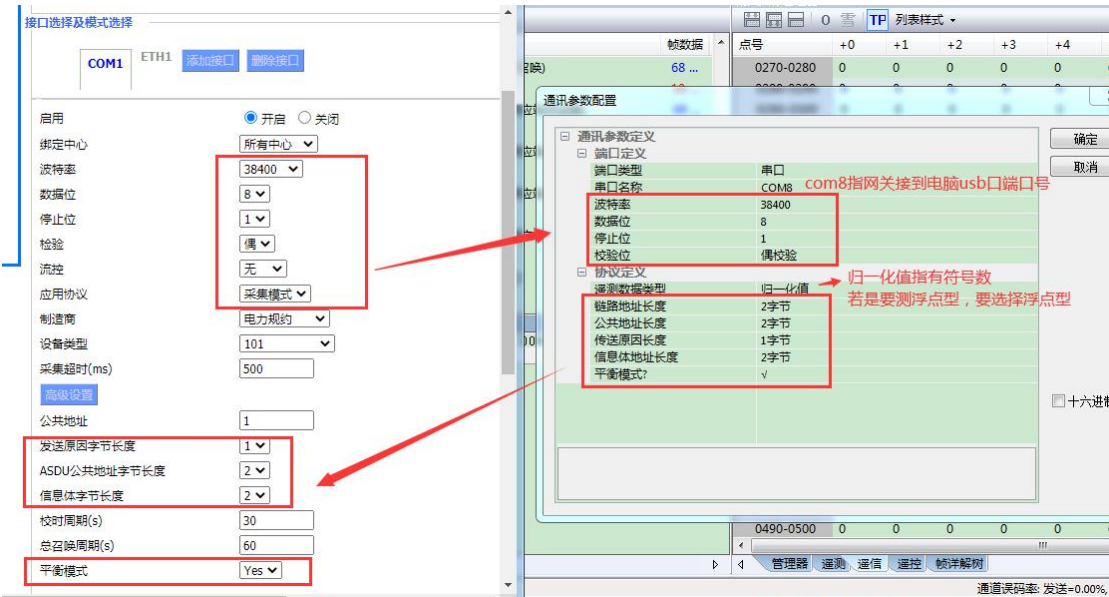 接口选择及模式选择
COM1
ETH1
添加接口
删除接口
启用
开启
关闭
绑定中心
所有中心
波特率
38400
数据位
8
停止位
1
检验
偶
流控
无
应用协议
采集模式
制造商
电力规约
设备类型
101
采集超时(ms)
500
高级设置
公共地址
1
发送原因字节长度
1
ASDU公共地址字节长度
2
信息体字节长度
2
校时周期(s)
30
总召唤周期(s)
60
平衡模式
Yes
0
雪
TP
列表样式
帧数据
点号
+0
+1
+2
+3
+4
召唤)
68 ...
0270-0280
0
0
0
0
0
通讯参数配置
通讯参数定义
端口定义
端口类型
串口
串口名称
COM8
com8指网关接到电脑usb口端口号
波特率
38400
数据位
8
停止位
1
校验位
偶校验
协议定义
遥测数据类型
归一化值
归一化值指有符号数
若是要测浮点型，要选择浮点型
链路地址长度
2字节
公共地址长度
2字节
传送原因长度
1字节
信息体地址长度
2字节
平衡模式?
√
确定
取消
十六进制
0490-0500
0
0
0
0
0
管理器
遥测
遥信
遥控
帧详解树
通道误码率: 发送=0.00%,